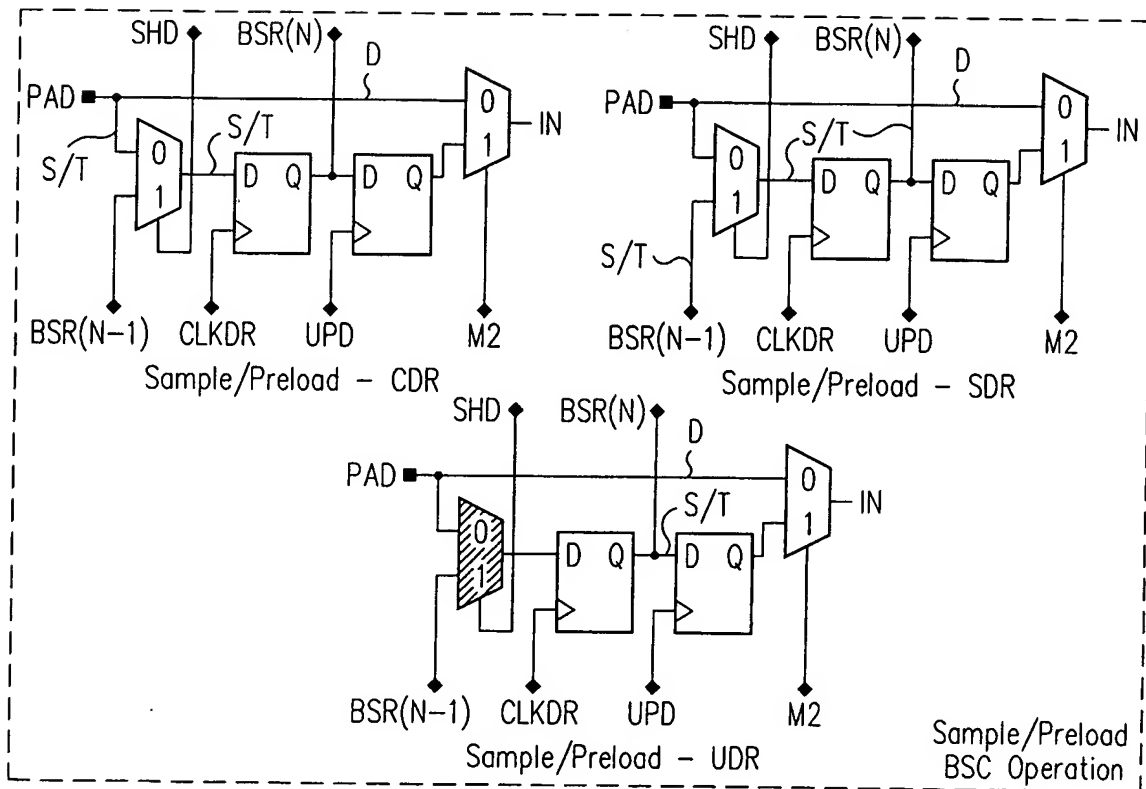 SHD BSR(N)
D
PAD
0
1
IN
S/T
S/T
0
1
D Q
D Q
BSR(N-1) CLKDR UPD M2
Sample/Preload - CDR
SHD BSR(N)
D
PAD
0
1
IN
S/T
0
1
D Q
D Q
S/T
BSR(N-1) CLKDR UPD M2
Sample/Preload - SDR
SHD BSR(N)
D
PAD
0
1
IN
S/T
0
1
D Q
D Q
BSR(N-1) CLKDR UPD M2
Sample/Preload - UDR
Sample/Preload
BSC Operation